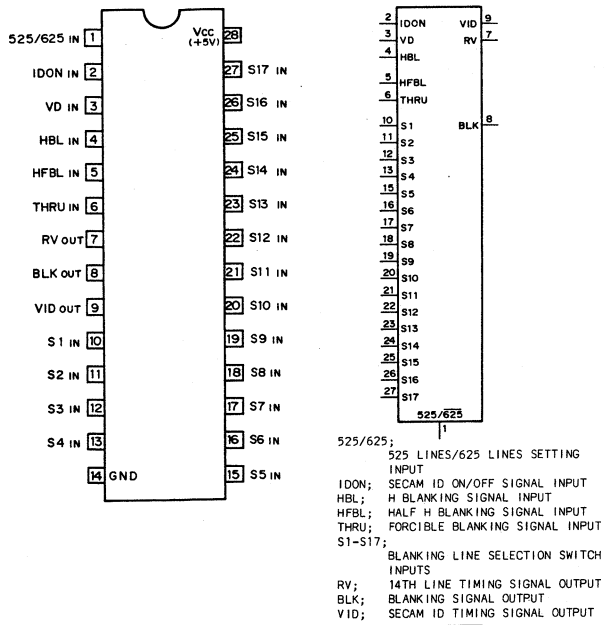 525/625 IN 1
IDON IN 2
VD IN 3
HBL IN 4
HFBL IN 5
THRU IN 6
RV OUT 7
BLK OUT 8
VID OUT 9
S1 IN 10
S2 IN 11
S3 IN 12
S4 IN 13
14 GND
Vcc (+5V) 28
27 S17 IN
26 S16 IN
25 S15 IN
24 S14 IN
23 S13 IN
22 S12 IN
21 S11 IN
20 S10 IN
19 S9 IN
18 S8 IN
17 S7 IN
16 S6 IN
15 S5 IN
2 IDON VID 9
3 VD RV 7
4 HBL
5 HFBL
6 THRU
10 S1 BLK 8
11 S2
12 S3
13 S4
15 S5
16 S6
17 S7
18 S8
19 S9
20 S10
21 S11
22 S12
23 S13
24 S14
25 S15
26 S16
27 S17
525/625
1
525/625;
525 LINES/625 LINES SETTING
INPUT
IDON; SECAM ID ON/OFF SIGNAL INPUT
HBL; H BLANKING SIGNAL INPUT
HFBL; HALF H BLANKING SIGNAL INPUT
THRU; FORCIBLE BLANKING SIGNAL INPUT
S1-S17;
BLANKING LINE SELECTION SWITCH
INPUTS
RV; 14TH LINE TIMING SIGNAL OUTPUT
BLK; BLANKING SIGNAL OUTPUT
VID; SECAM ID TIMING SIGNAL OUTPUT